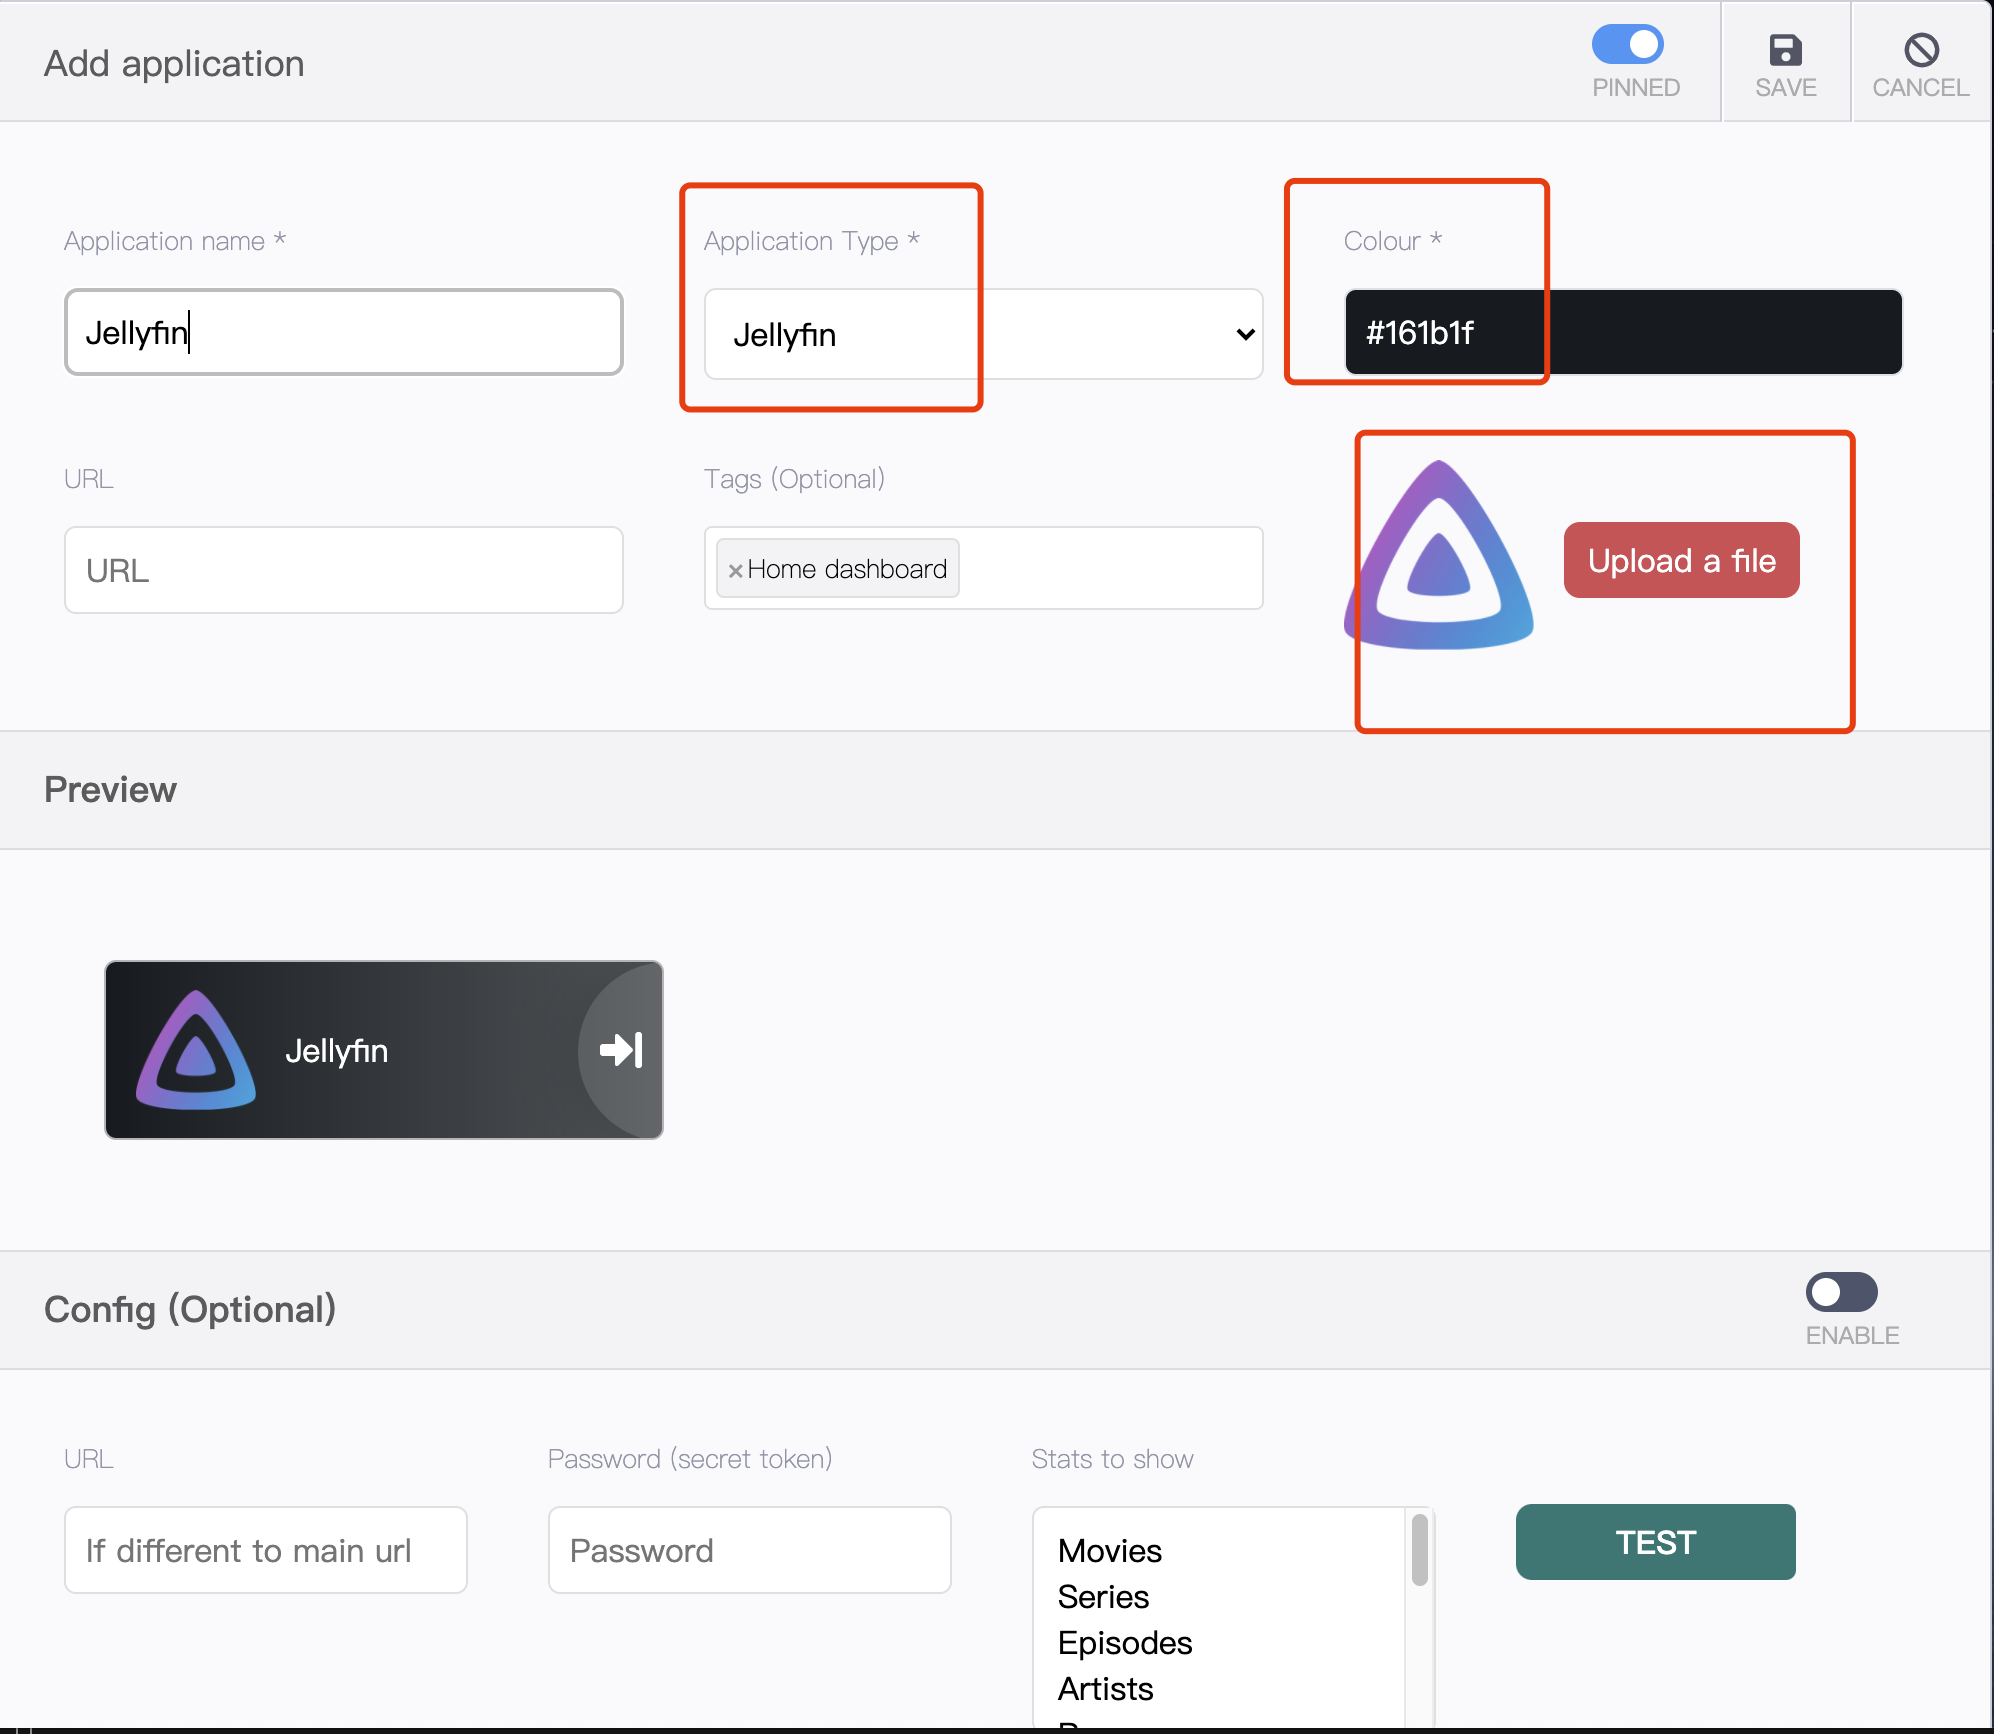 Add application
PINNED
SAVE
CANCEL
Application name *
Application Type *
Colour *
Jellyfin
Jellyfin
#161b1f
URL
Tags (Optional)
URL
×Home dashboard
Upload a file
Preview
Jellyfin
Config (Optional)
ENABLE
URL
Password (secret token)
Stats to show
If different to main url
Password
Movies
Series
Episodes
Artists
TEST